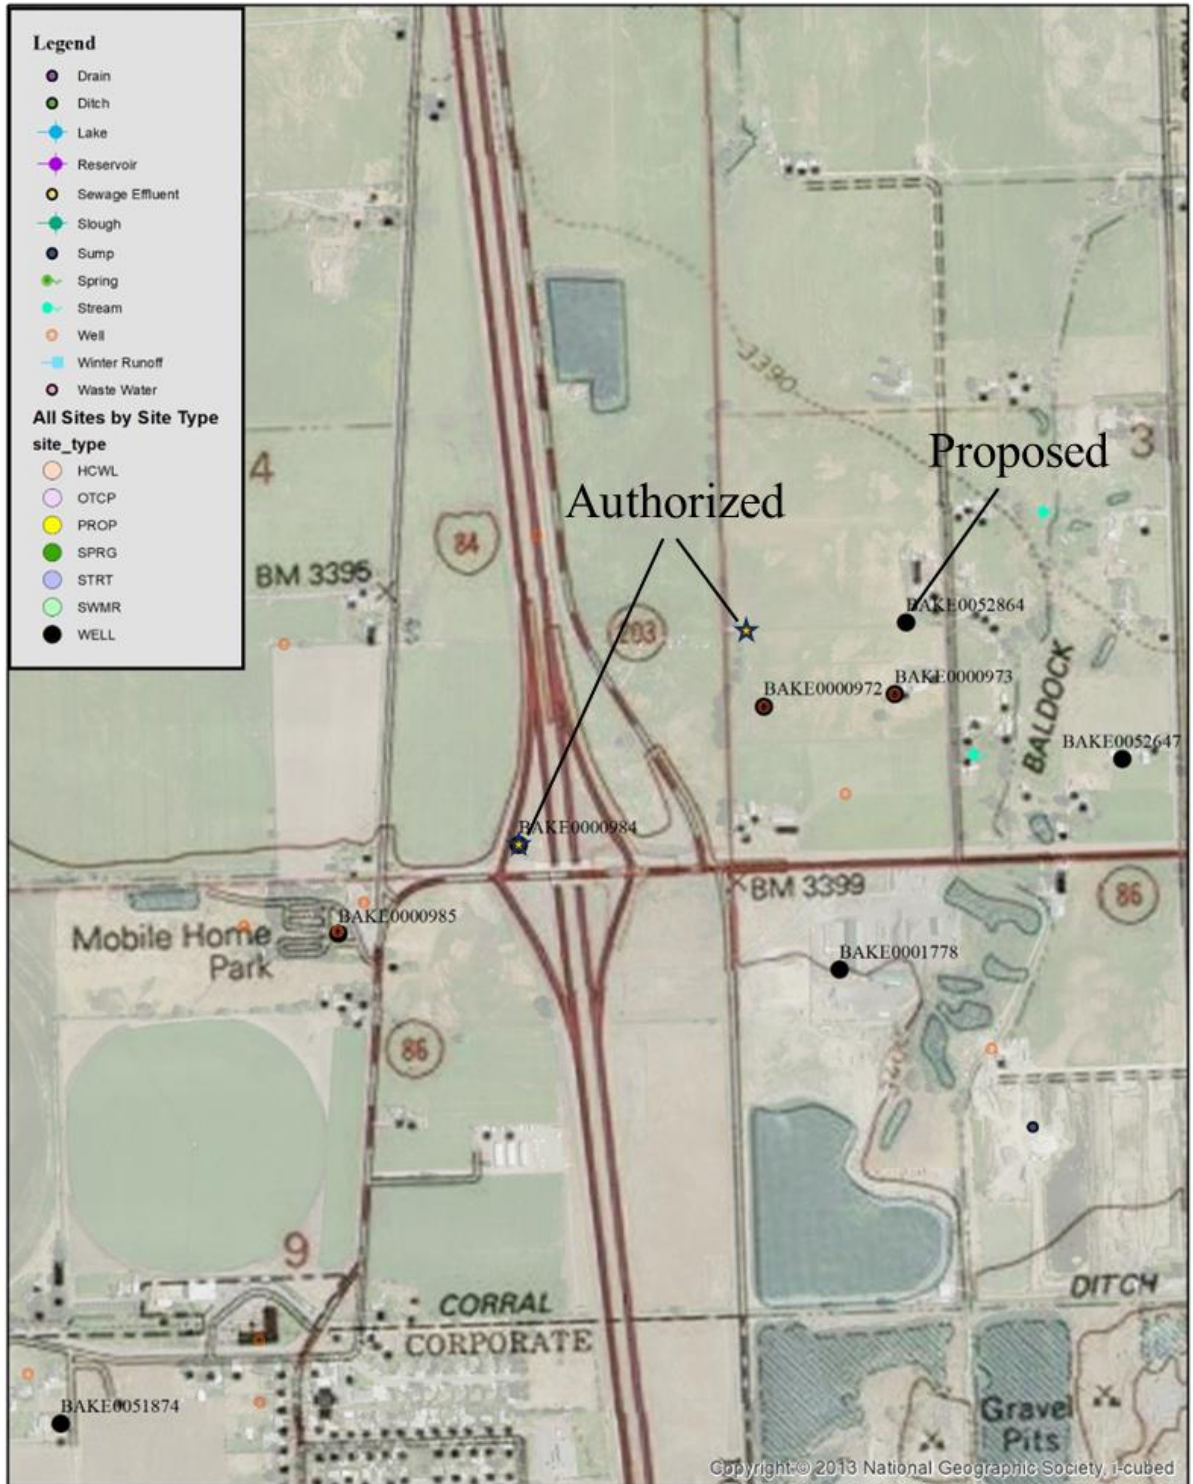 Legend
Drain
Ditch
Lake
Reservoir
Sewage Effluent
Slough
Sump
Spring
Stream
Well
Winter Runoff
Waste Water
All Sites by Site Type
site_type
HCWL
OTCP
PROP
SPRG
STRT
SWMR
WELL
3390
Proposed
3
4
Authorized
84
BM 3395
BAKE0052864
203
BAKE0000973
BAKE0000972
BALDOCK
BAKE0052647
BAKE0000984
BM 3399
86
BAKE0000985
Mobile Home
Park
BAKE0001778
86
3400
9
CORRAL
DITCH
CORPORATE
BAKE0051874
Gravel
Pits
Copyright:© 2013 National Geographic Society, i-cubed